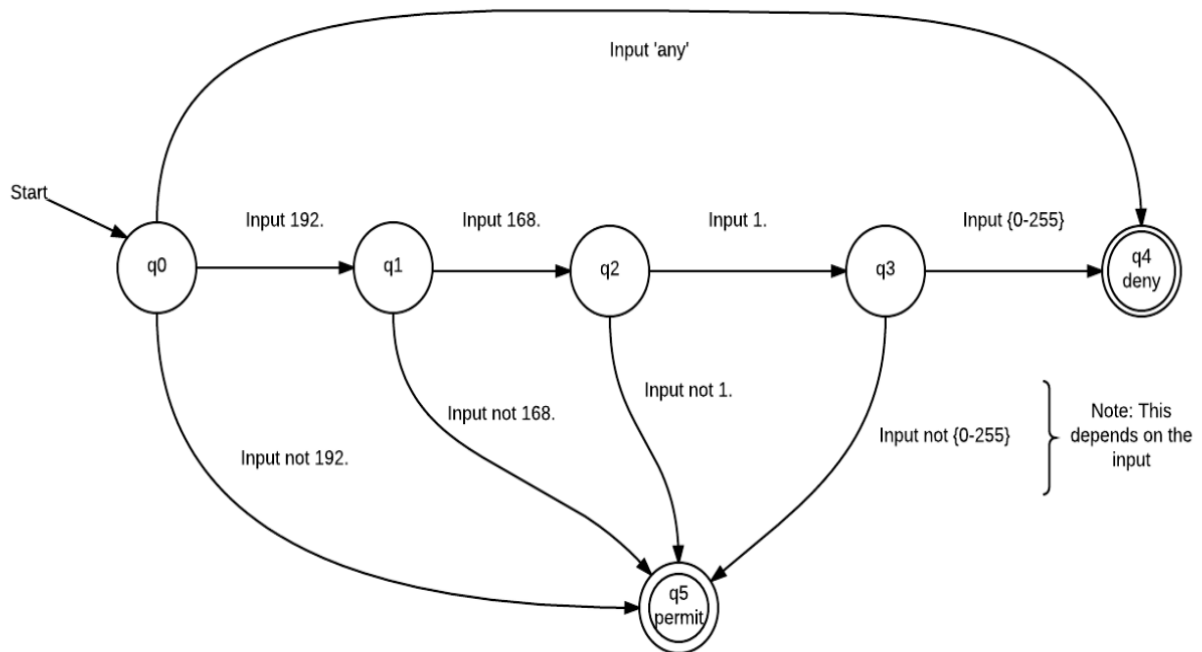 Input 'any'
Start
Input 192.
Input 168.
Input 1.
Input {0-255}
q0
q1
q2
q3
q4
deny
Input not 192.
Input not 168.
Input not 1.
Input not {0-255}
Note: This
depends on the
input
q5
permit